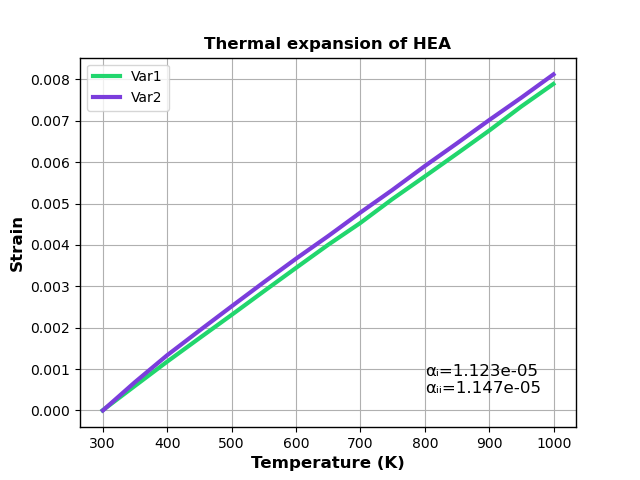 Thermal expansion of HEA
Var1
Var2
0.008
0.007
0.006
0.005
0.004
0.003
0.002
0.001
0.000
Strain
αᵢ=1.123e-05
αᵢᵢ=1.147e-05
300 400 500 600 700 800 900 1000
Temperature (K)